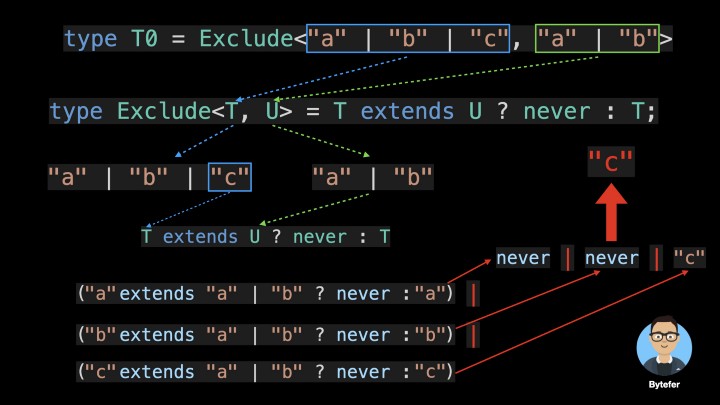 type T0 = Exclude<"a" | "b" | "c", "a" | "b">
type Exclude<T, U> = T extends U ? never : T;
"a" | "b" | "c" "a" | "b"
"c"
T extends U ? never : T
never | never | "c"
("a" extends "a" | "b" ? never :"a") |
("b" extends "a" | "b" ? never :"b") |
("c" extends "a" | "b" ? never :"c")
Bytefer